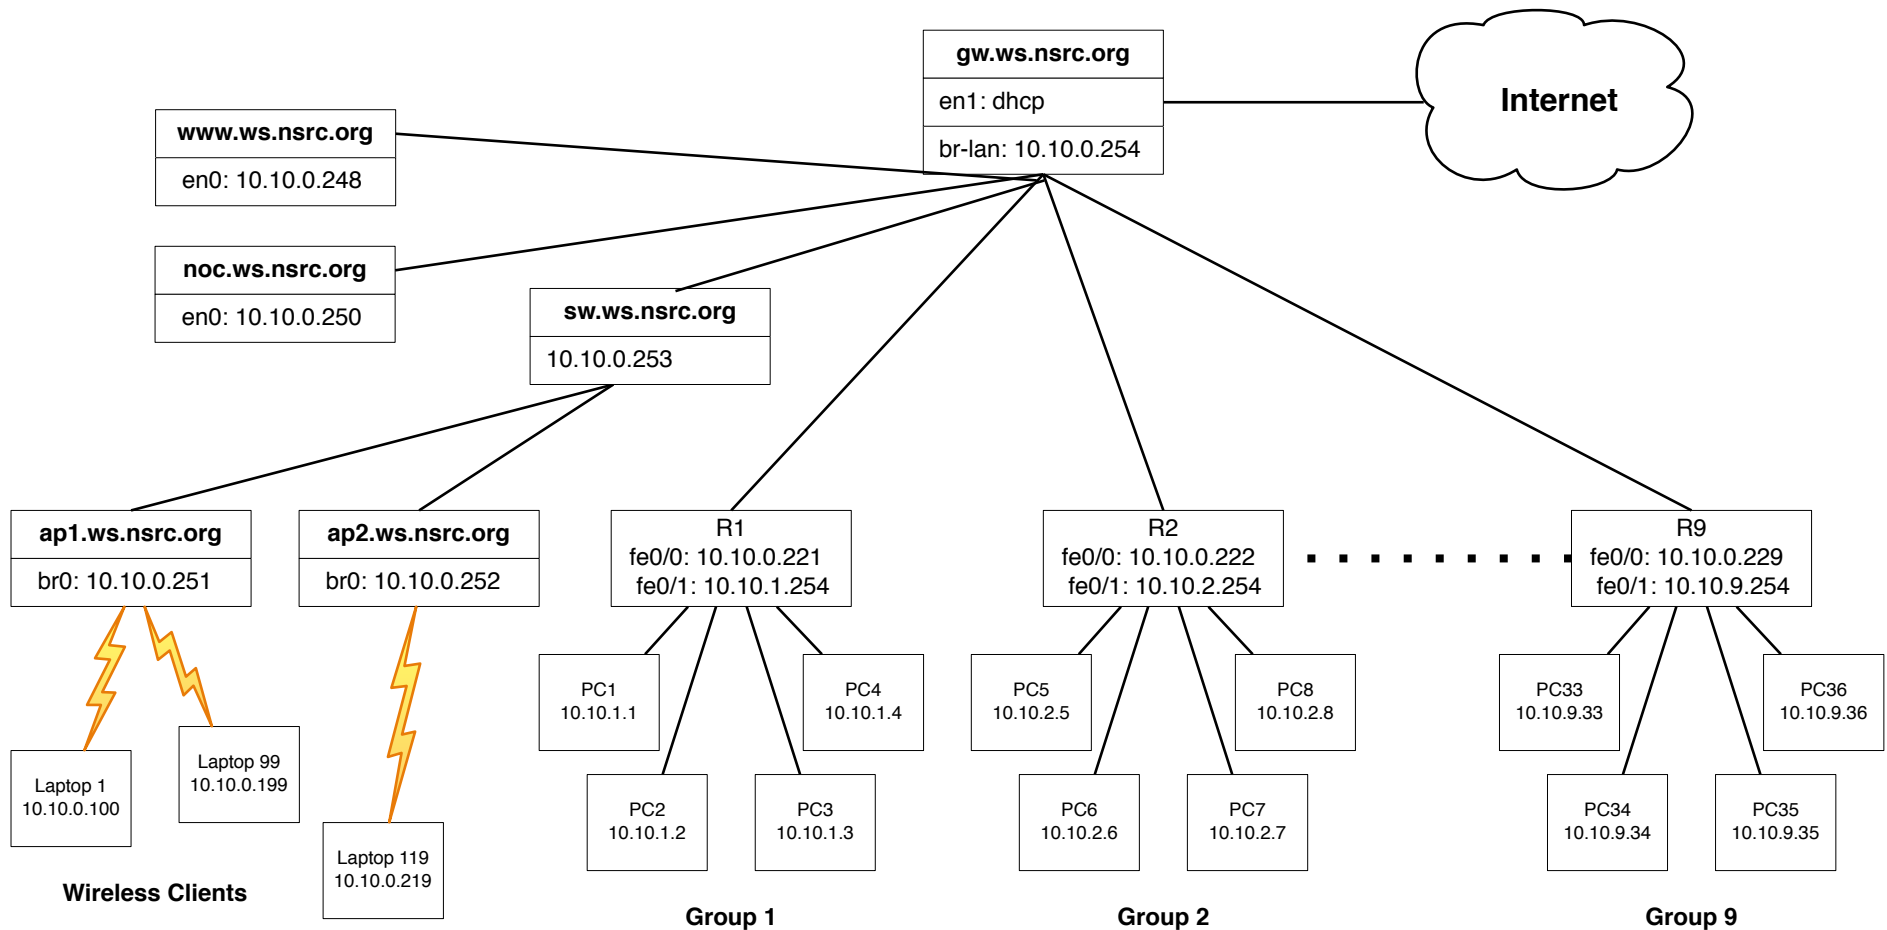 gw.ws.nsrc.org
en1: dhcp
br-lan: 10.10.0.254
Internet
www.ws.nsrc.org
en0: 10.10.0.248
noc.ws.nsrc.org
en0: 10.10.0.250
sw.ws.nsrc.org
10.10.0.253
ap1.ws.nsrc.org
br0: 10.10.0.251
ap2.ws.nsrc.org
br0: 10.10.0.252
R1
fe0/0: 10.10.0.221
fe0/1: 10.10.1.254
R2
fe0/0: 10.10.0.222
fe0/1: 10.10.2.254
R9
fe0/0: 10.10.0.229
fe0/1: 10.10.9.254
Laptop 1
10.10.0.100
Laptop 99
10.10.0.199
Laptop 119
10.10.0.219
Wireless Clients
PC1
10.10.1.1
PC2
10.10.1.2
PC3
10.10.1.3
PC4
10.10.1.4
Group 1
PC5
10.10.2.5
PC6
10.10.2.6
PC7
10.10.2.7
PC8
10.10.2.8
Group 2
PC33
10.10.9.33
PC34
10.10.9.34
PC35
10.10.9.35
PC36
10.10.9.36
Group 9